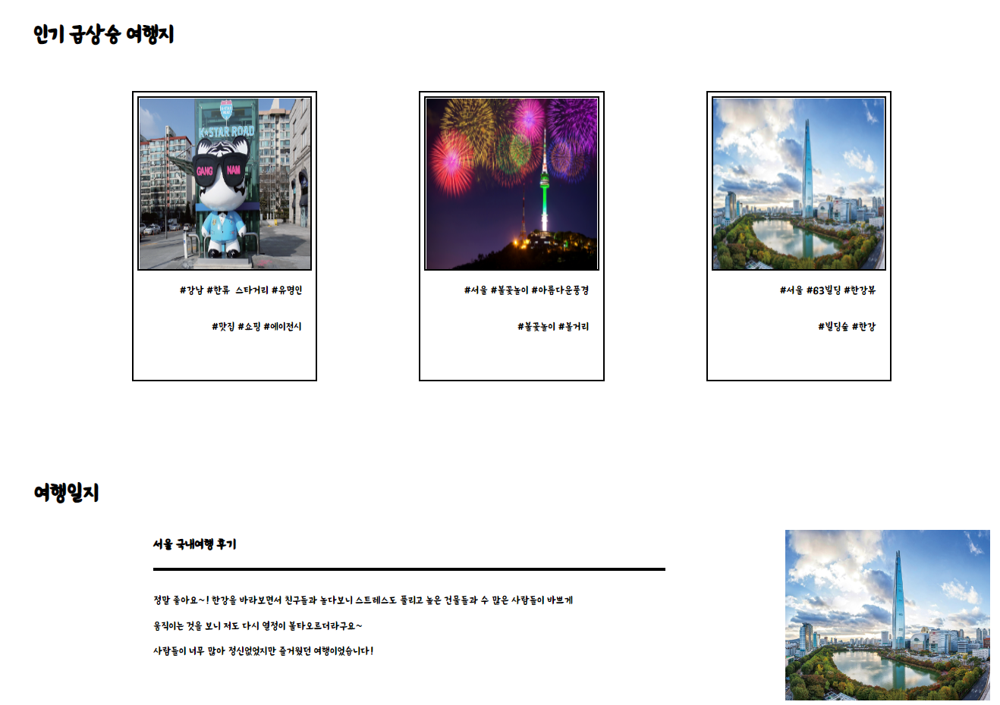 인기 급상승 여행지
K★STAR ROAD
GANG NAM
#강남 #한류 스타거리 #유명인
#맛집 #쇼핑 #에이전시
#서울 #불꽃놀이 #아름다운풍경
#불꽃놀이 #볼거리
#서울 #63빌딩 #한강뷰
#빌딩숲 #한강
여행일지
서울 국내여행 후기
정말 좋아요~! 한강을 바라보면서 친구들과 놀다보니 스트레스도 풀리고 높은 건물들과 수 많은 사람들이 바쁘게
움직이는 것을 보니 저도 다시 열정이 불타오르더라구요~
사람들이 너무 많아 정신없었지만 즐거웠던 여행이었습니다!